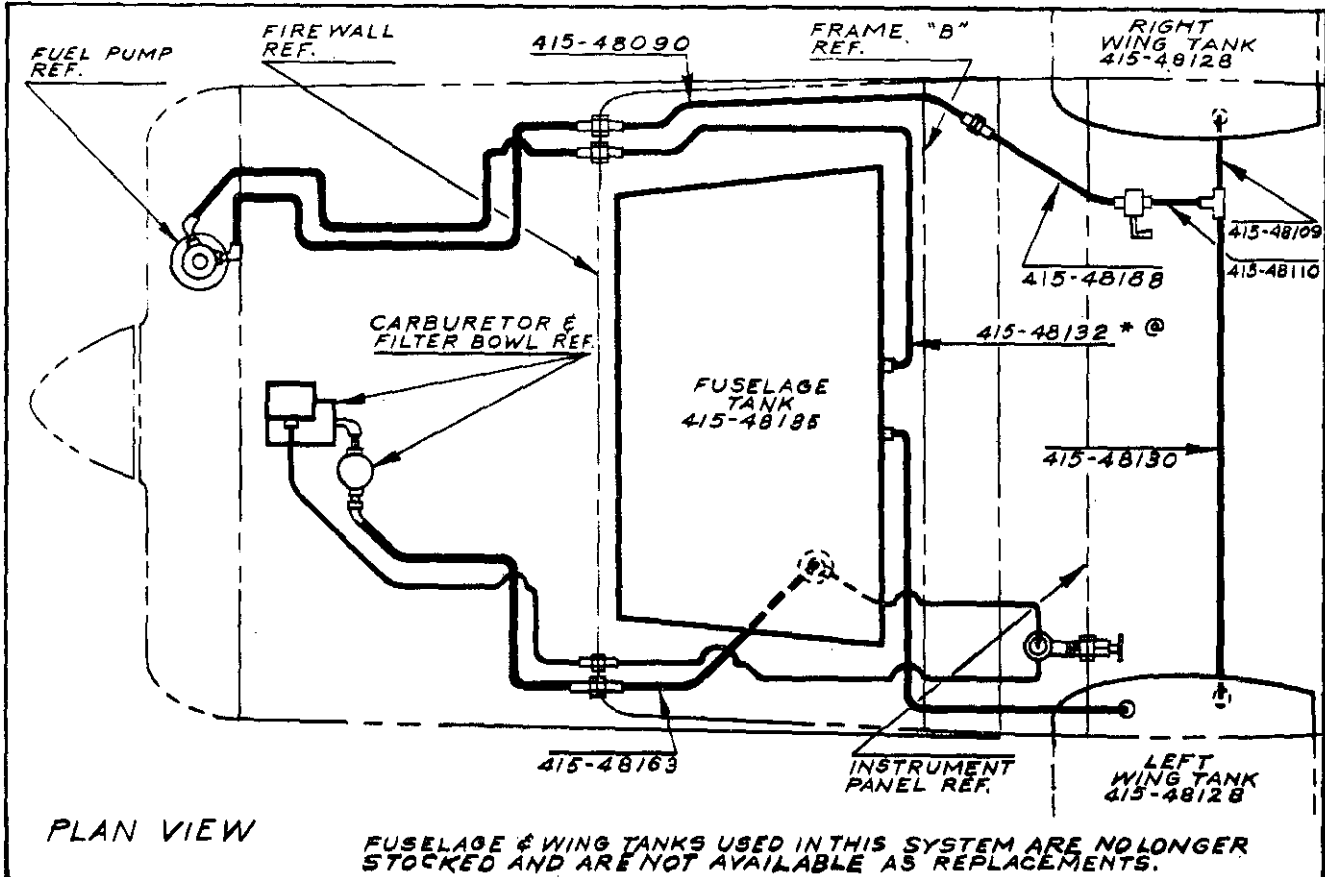 FUEL PUMP
REF.
FIREWALL
REF.
415-48090
FRAME "B"
REF.
RIGHT
WING TANK
415-48128
415-48109
415-48110
415-48188
CARBURETOR &
FILTER BOWL REF.
415-48132 * @
FUSELAGE
TANK
415-48185
415-48130
415-48163
INSTRUMENT
PANEL REF.
LEFT
WING TANK
415-48128
PLAN VIEW
FUSELAGE & WING TANKS USED IN THIS SYSTEM ARE NO LONGER
STOCKED AND ARE NOT AVAILABLE AS REPLACEMENTS.